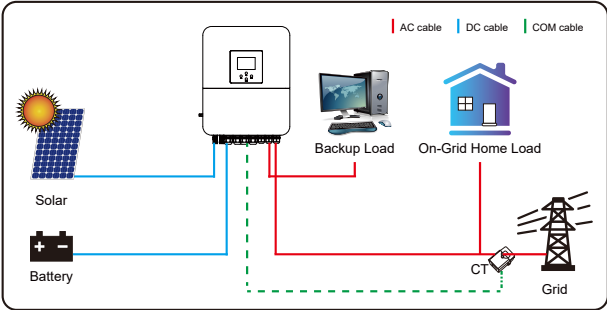 AC cable
DC cable
COM cable
Backup Load
On-Grid Home Load
Solar
Battery
CT
Grid